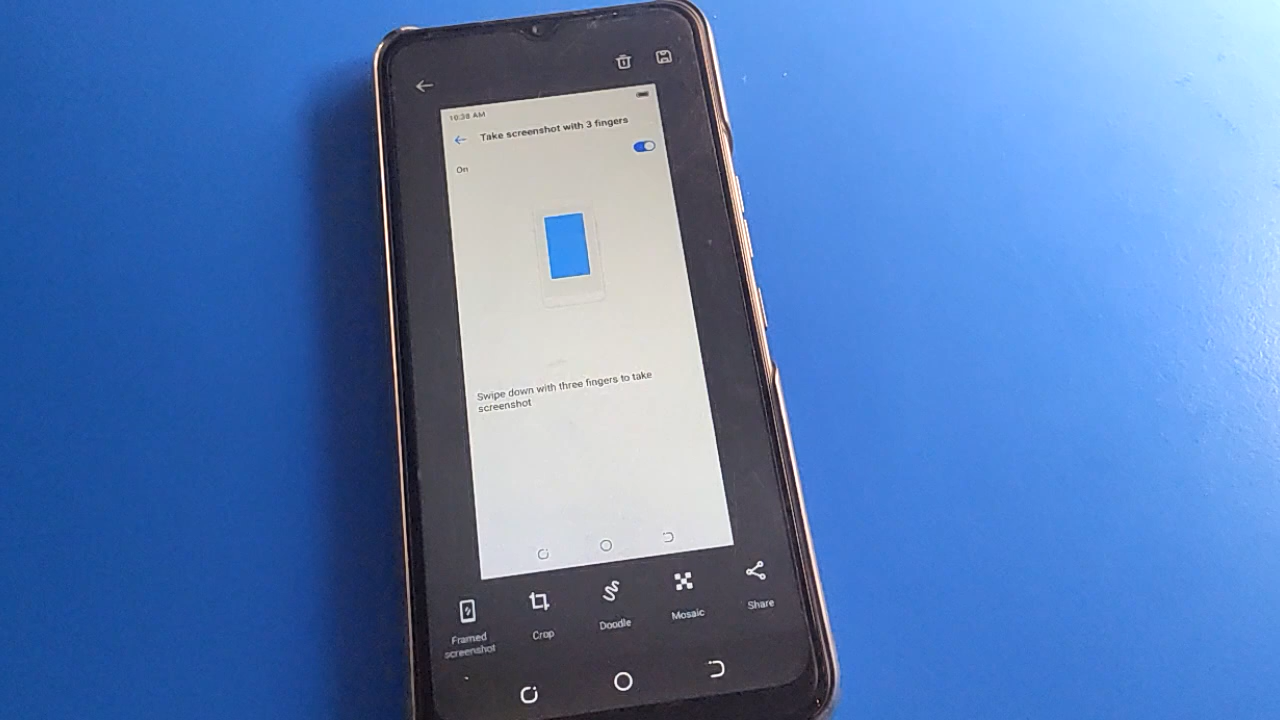 10:38 AM
Take screenshot with 3 fingers
On
Swipe down with three fingers to take
screenshot
Framed
screenshot
Crop
Doodle
Mosaic
Share